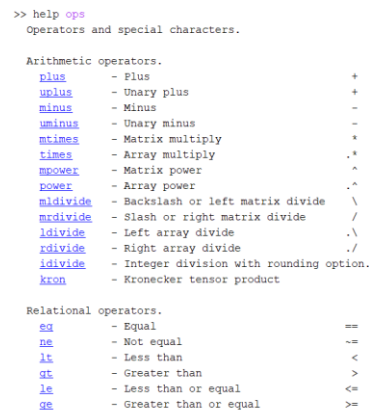 >> help ops
Operators and special characters.
Arithmetic operators.
plus - Plus +
uplus - Unary plus +
minus - Minus -
uminus - Unary minus -
mtimes - Matrix multiply *
times - Array multiply .*
mpower - Matrix power ^
power - Array power .^
mldivide - Backslash or left matrix divide \
mrdivide - Slash or right matrix divide /
ldivide - Left array divide .\
rdivide - Right array divide ./
idivide - Integer division with rounding option.
kron - Kronecker tensor product
Relational operators.
eq - Equal ==
ne - Not equal ~=
lt - Less than <
gt - Greater than >
le - Less than or equal <=
ge - Greater than or equal >=